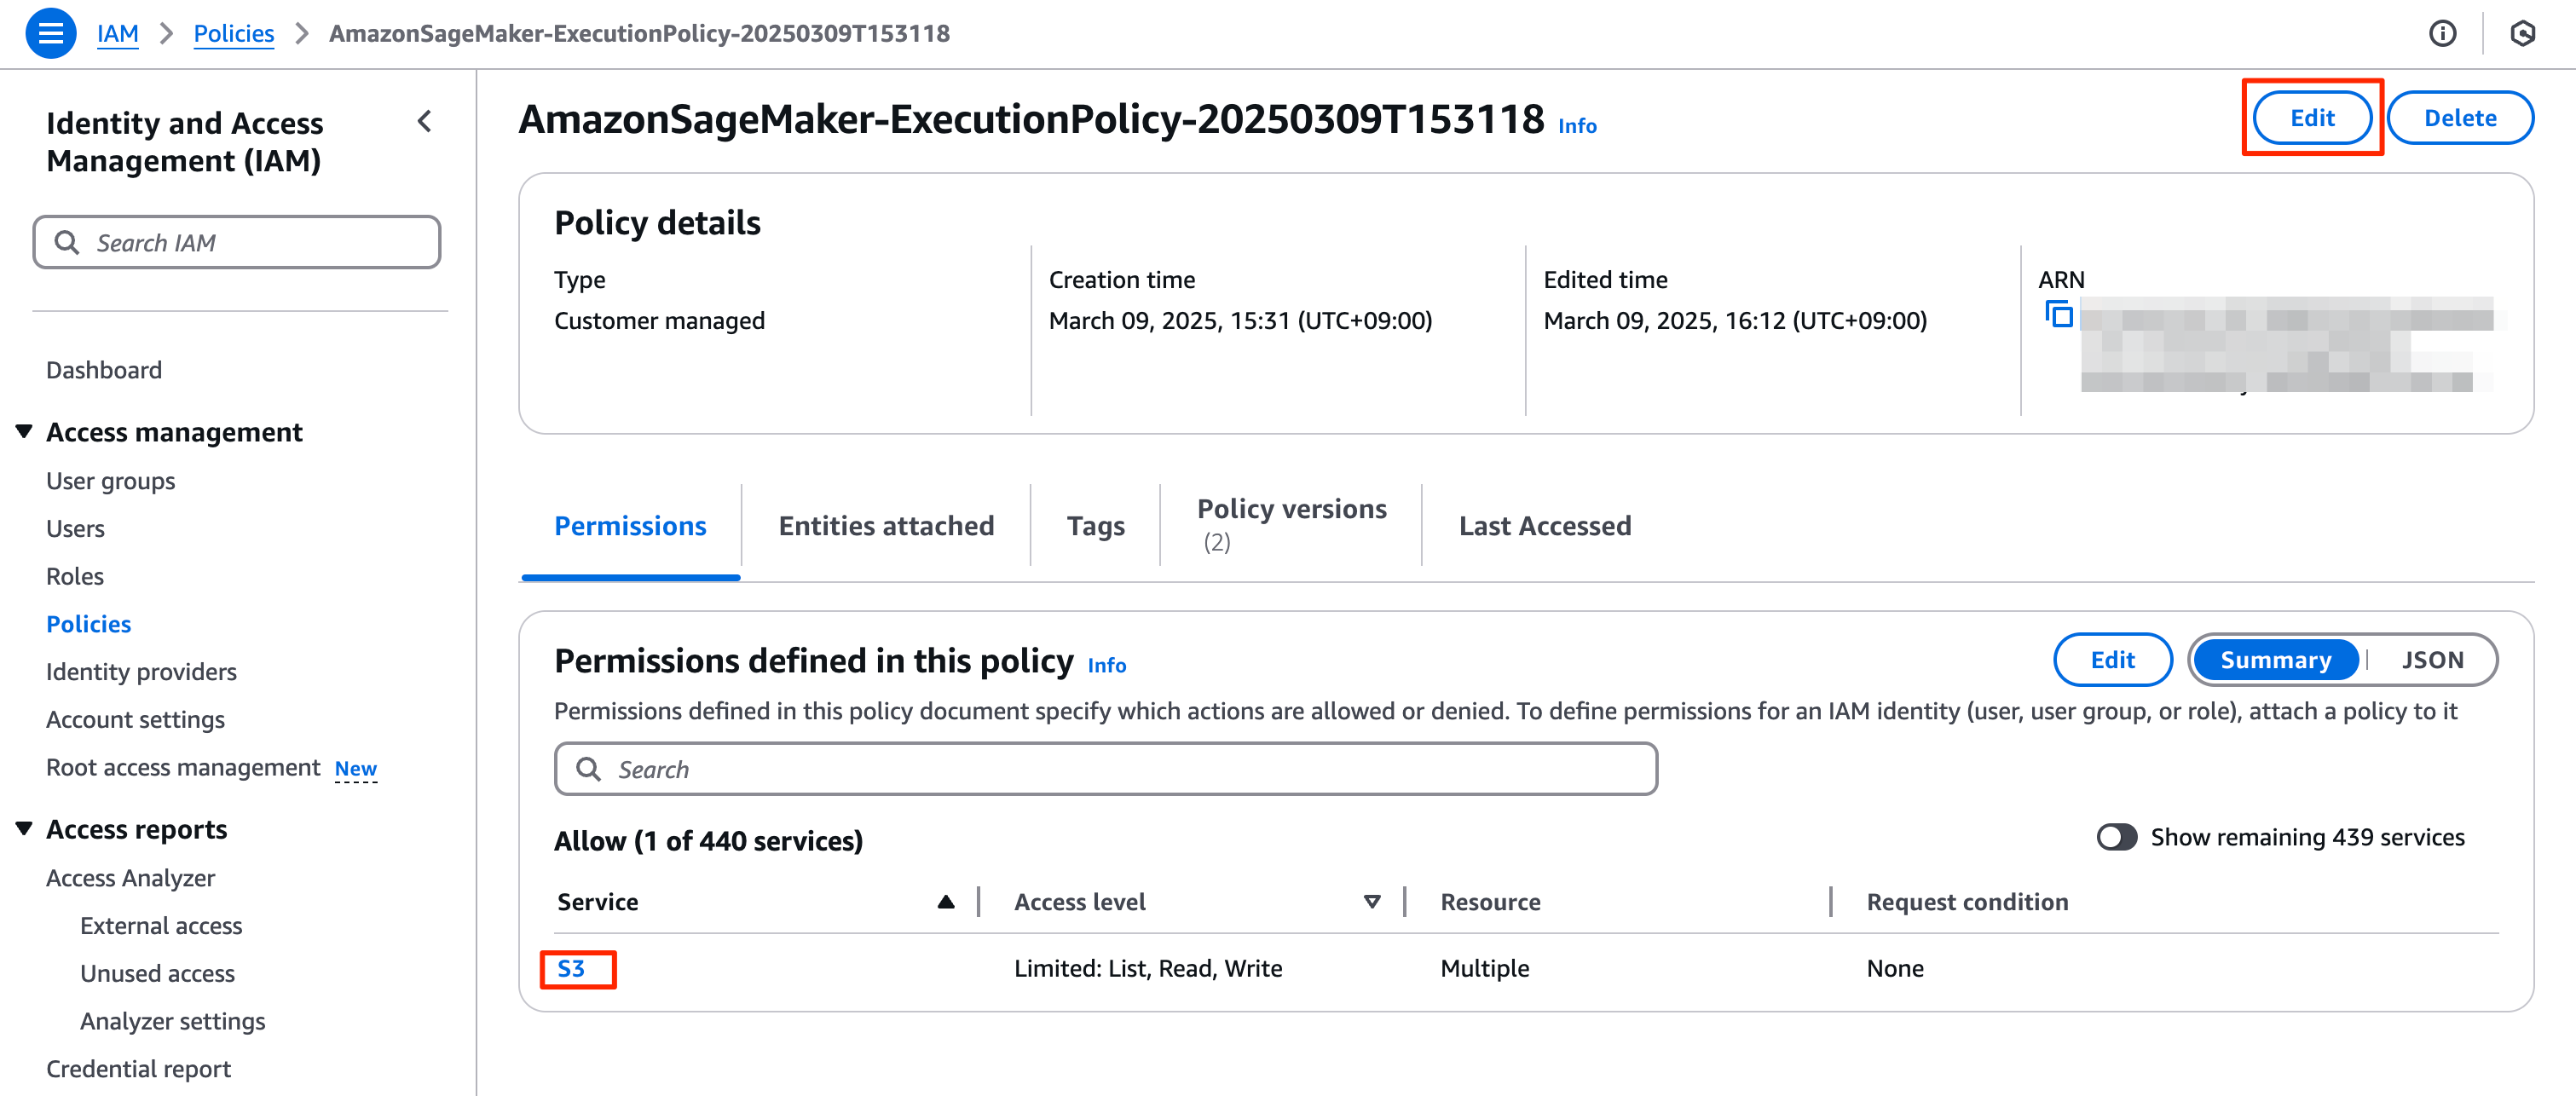 IAM > Policies > AmazonSageMaker-ExecutionPolicy-20250309T153118
Identity and Access
Management (IAM)
Search IAM
Dashboard
Access management
User groups
Users
Roles
Policies
Identity providers
Account settings
Root access management New
Access reports
Access Analyzer
External access
Unused access
Analyzer settings
Credential report
AmazonSageMaker-ExecutionPolicy-20250309T153118 Info
Edit
Delete
Policy details
Type
Customer managed
Creation time
March 09, 2025, 15:31 (UTC+09:00)
Edited time
March 09, 2025, 16:12 (UTC+09:00)
ARN
Permissions
Entities attached
Tags
Policy versions
(2)
Last Accessed
Permissions defined in this policy Info
Edit
Summary
JSON
Permissions defined in this policy document specify which actions are allowed or denied. To define permissions for an IAM identity (user, user group, or role), attach a policy to it
Search
Allow (1 of 440 services)
Show remaining 439 services
Service
Access level
Resource
Request condition
S3
Limited: List, Read, Write
Multiple
None